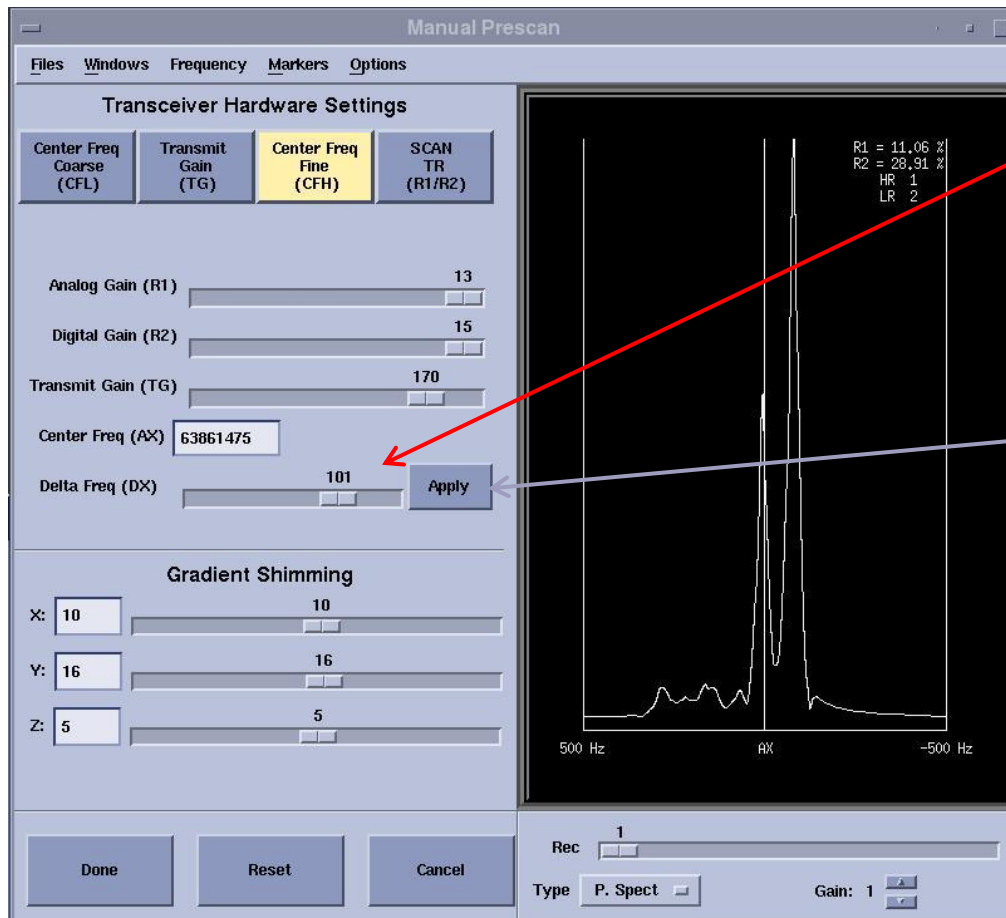 Manual Prescan
Files Windows Frequency Markers Options
Transceiver Hardware Settings
Center Freq
Coarse
(CFL)
Transmit
Gain
(TG)
Center Freq
Fine
(CFH)
SCAN
TR
(R1/R2)
Analog Gain (R1)
13
Digital Gain (R2)
15
Transmit Gain (TG)
170
Center Freq (AX)
63861475
Delta Freq (DX)
101
Apply
Gradient Shimming
X: 10
10
Y: 16
16
Z: 5
5
Done
Reset
Cancel
R1 = 11.06 %
R2 = 28.91 %
HR 1
LR 2
500 Hz
AX
-500 Hz
Rec
1
Type P. Spect
Gain: 1